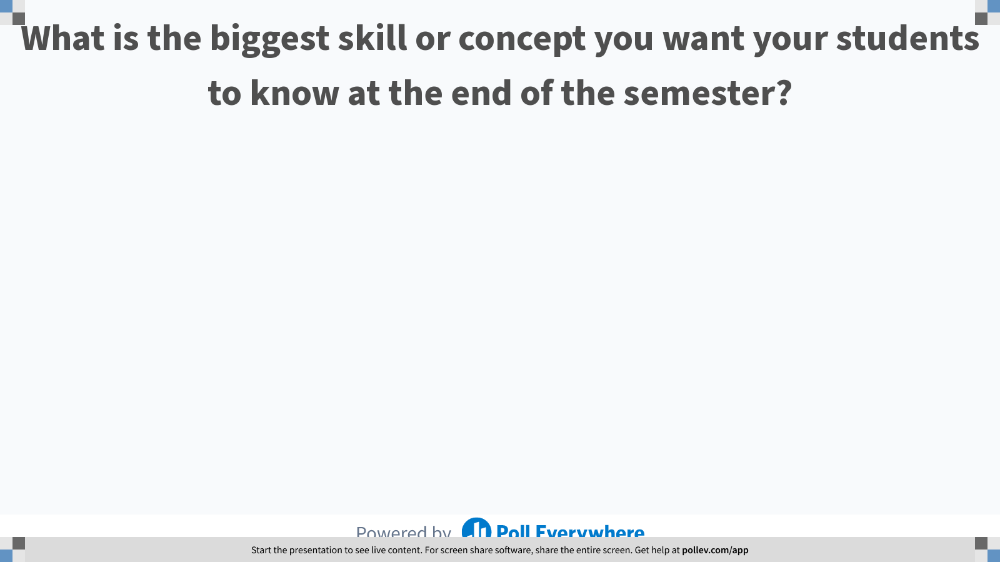 What is the biggest skill or concept you want your students
to know at the end of the semester?
Powered by Poll Everywhere
Start the presentation to see live content. For screen share software, share the entire screen. Get help at pollev.com/app